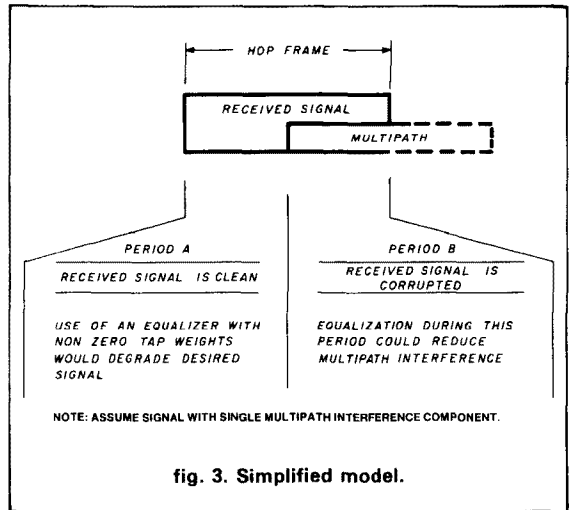 HOP FRAME
RECEIVED SIGNAL
MULTIPATH
PERIOD A
RECEIVED SIGNAL IS CLEAN
USE OF AN EQUALIZER WITH
NON ZERO TAP WEIGHTS
WOULD DEGRADE DESIRED
SIGNAL
PERIOD B
RECEIVED SIGNAL IS
CORRUPTED
EQUALIZATION DURING THIS
PERIOD COULD REDUCE
MULTIPATH INTERFERENCE
NOTE: ASSUME SIGNAL WITH SINGLE MULTIPATH INTERFERENCE COMPONENT.
fig. 3. Simplified model.